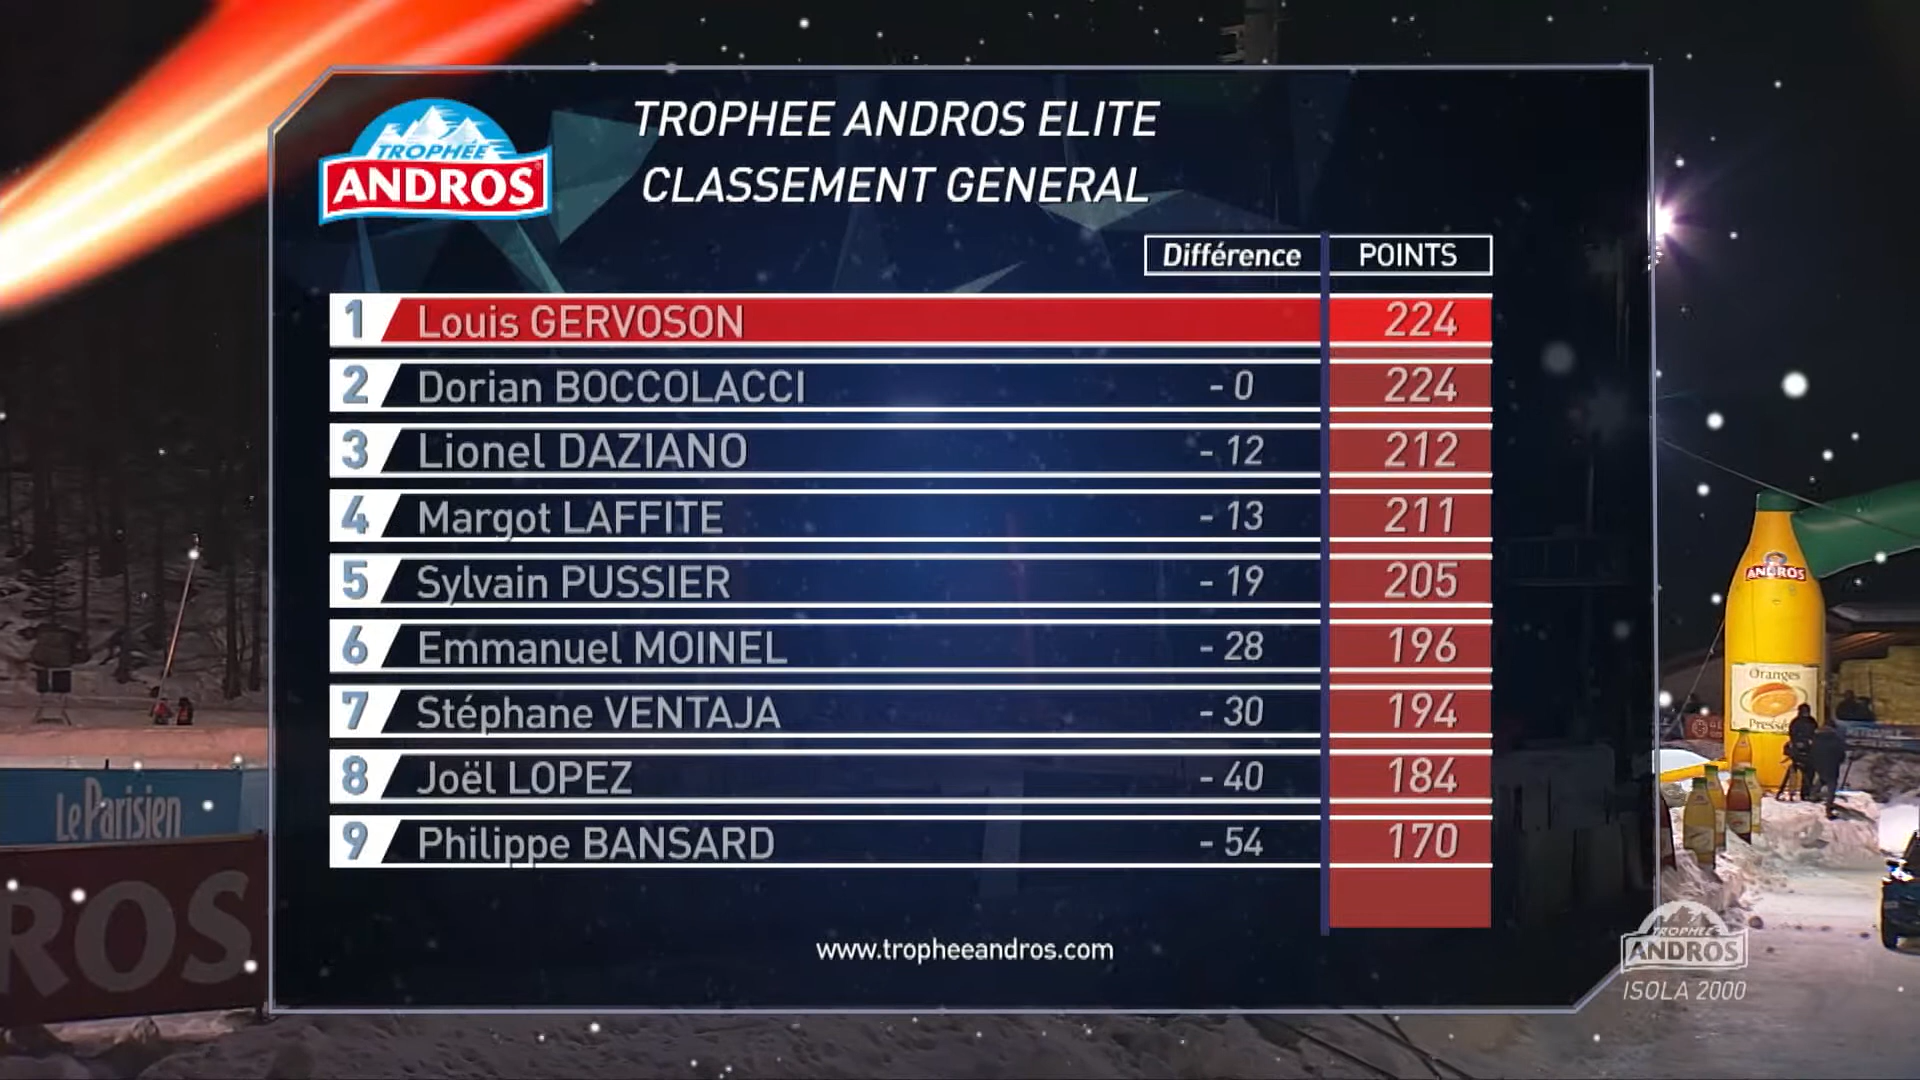 TROPHEE ANDROS ELITE
CLASSEMENT GENERAL
TROPHÉE
ANDROS
Différence POINTS
1 Louis GERVOSON 224
2 Dorian BOCCOLACCI - 0 224
3 Lionel DAZIANO - 12 212
4 Margot LAFFITE - 13 211
5 Sylvain PUSSIER - 19 205
6 Emmanuel MOINEL - 28 196
7 Stéphane VENTAJA - 30 194
8 Joël LOPEZ - 40 184
9 Philippe BANSARD - 54 170
www.tropheeandros.com
ANDROS
Oranges
Le Parisien
ROS
TROPHÉE
ANDROS
ISOLA 2000